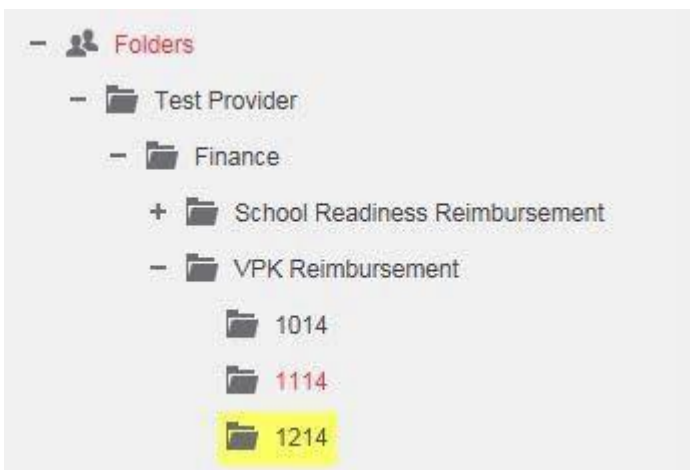 Folders
Test Provider
Finance
School Readiness Reimbursement
VPK Reimbursement
1014
1114
1214